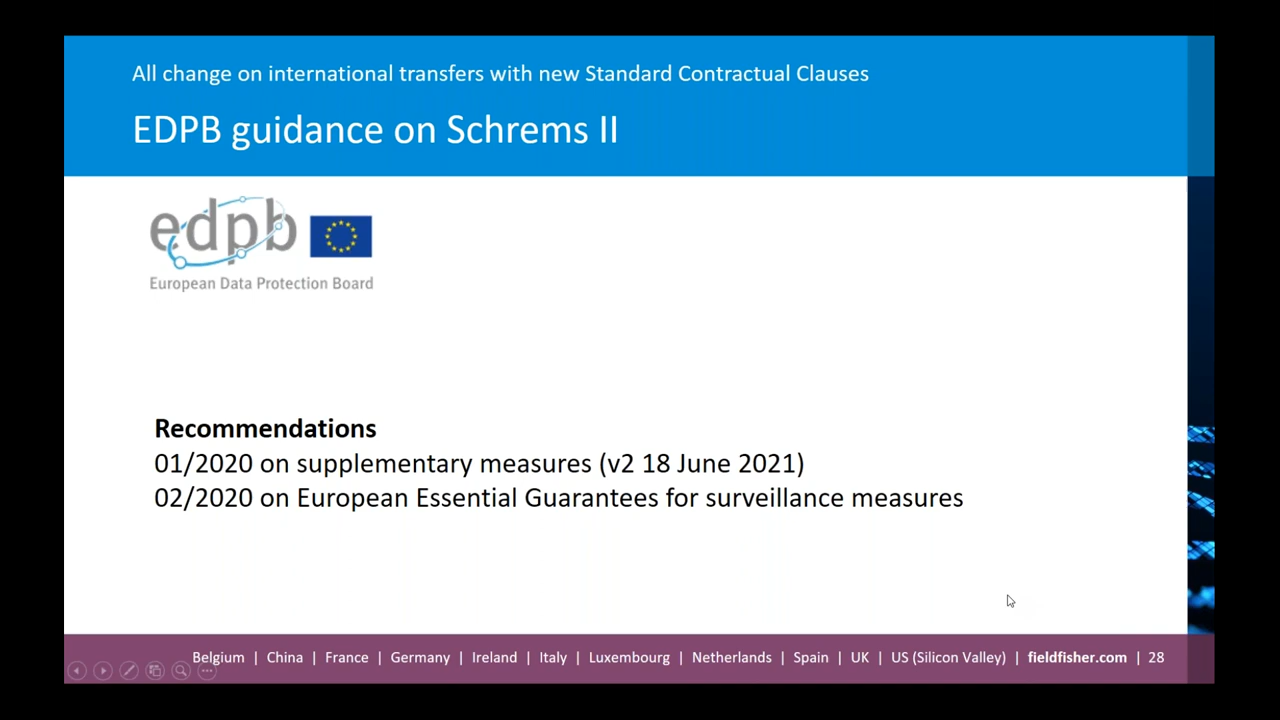 All change on international transfers with new Standard Contractual Clauses
EDPB guidance on Schrems II
edpb
European Data Protection Board
Recommendations
01/2020 on supplementary measures (v2 18 June 2021)
02/2020 on European Essential Guarantees for surveillance measures
Belgium | China | France | Germany | Ireland | Italy | Luxembourg | Netherlands | Spain | UK | US (Silicon Valley) | fieldfisher.com | 28